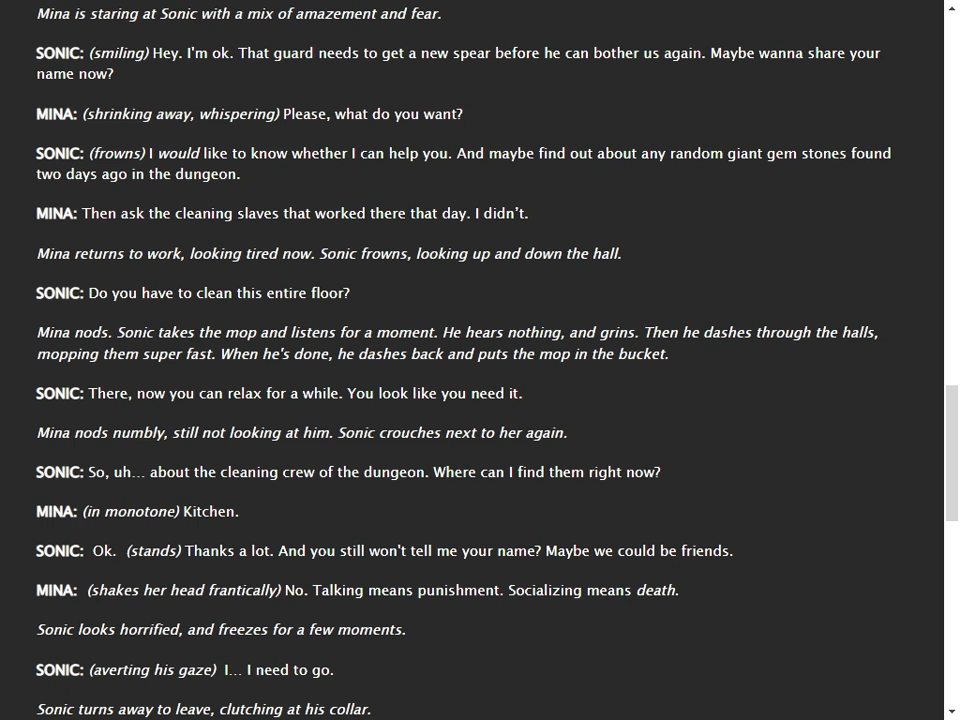 Mina is staring at Sonic with a mix of amazement and fear.
SONIC: (smiling) Hey. I'm ok. That guard needs to get a new spear before he can bother us again. Maybe wanna share your
name now?
MINA: (shrinking away, whispering) Please, what do you want?
SONIC: (frowns) I would like to know whether I can help you. And maybe find out about any random giant gem stones found
two days ago in the dungeon.
MINA: Then ask the cleaning slaves that worked there that day. I didn’t.
Mina returns to work, looking tired now. Sonic frowns, looking up and down the hall.
SONIC: Do you have to clean this entire floor?
Mina nods. Sonic takes the mop and listens for a moment. He hears nothing, and grins. Then he dashes through the halls,
mopping them super fast. When he's done, he dashes back and puts the mop in the bucket.
SONIC: There, now you can relax for a while. You look like you need it.
Mina nods numbly, still not looking at him. Sonic crouches next to her again.
SONIC: So, uh… about the cleaning crew of the dungeon. Where can I find them right now?
MINA: (in monotone) Kitchen.
SONIC: Ok. (stands) Thanks a lot. And you still won't tell me your name? Maybe we could be friends.
MINA: (shakes her head frantically) No. Talking means punishment. Socializing means death.
Sonic looks horrified, and freezes for a few moments.
SONIC: (averting his gaze) I… I need to go.
Sonic turns away to leave, clutching at his collar.